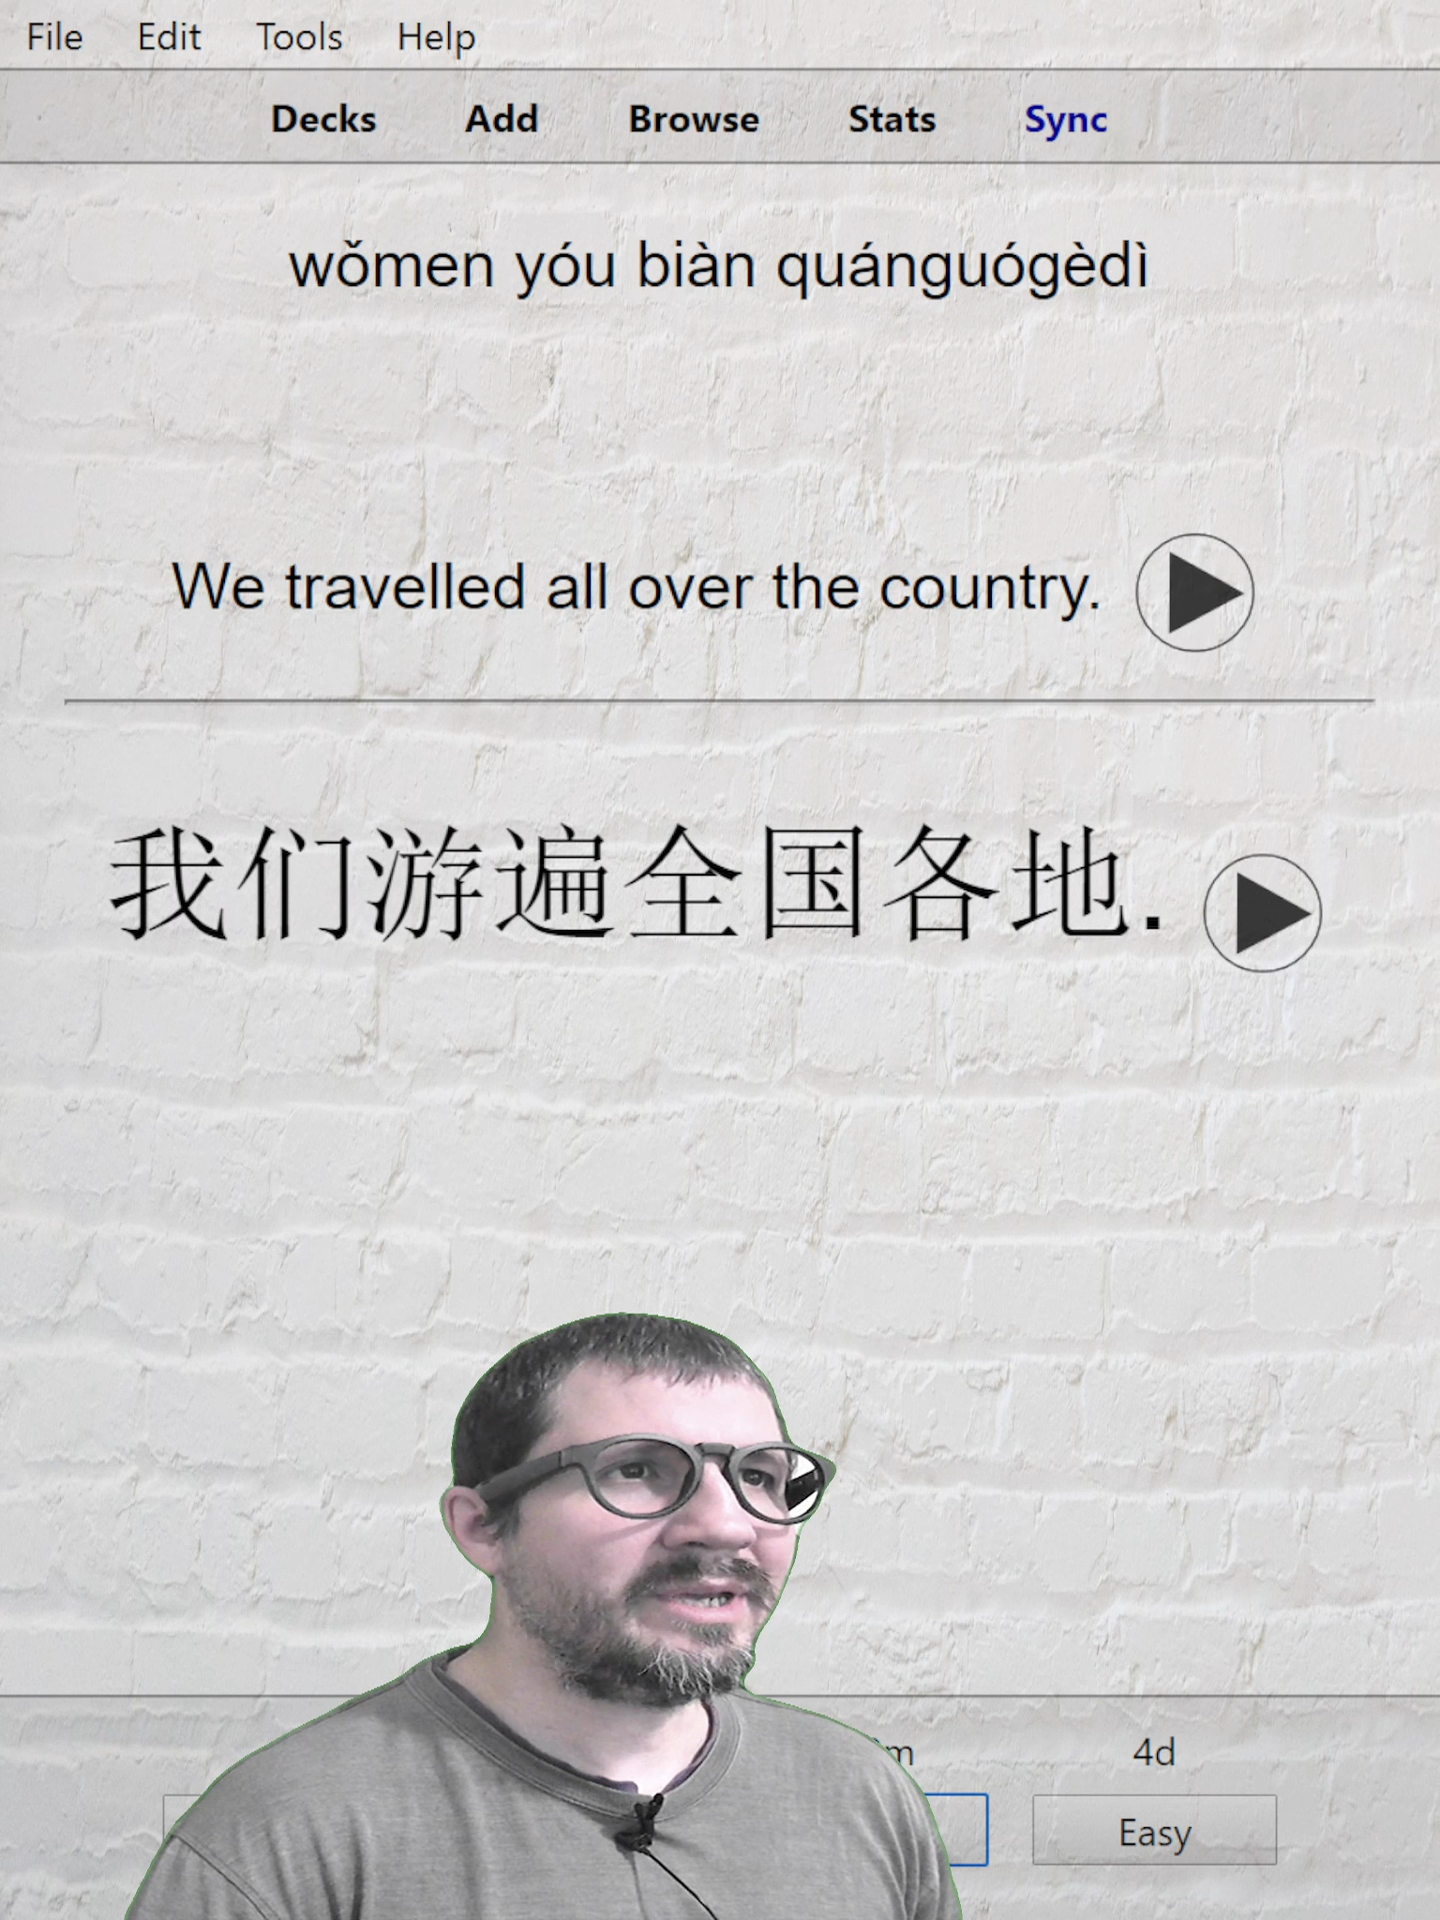 File Edit Tools Help
Decks Add Browse Stats Sync
wǒmen yóu biàn quánguógèdì
We travelled all over the country.
我们游遍全国各地.
4d
Easy